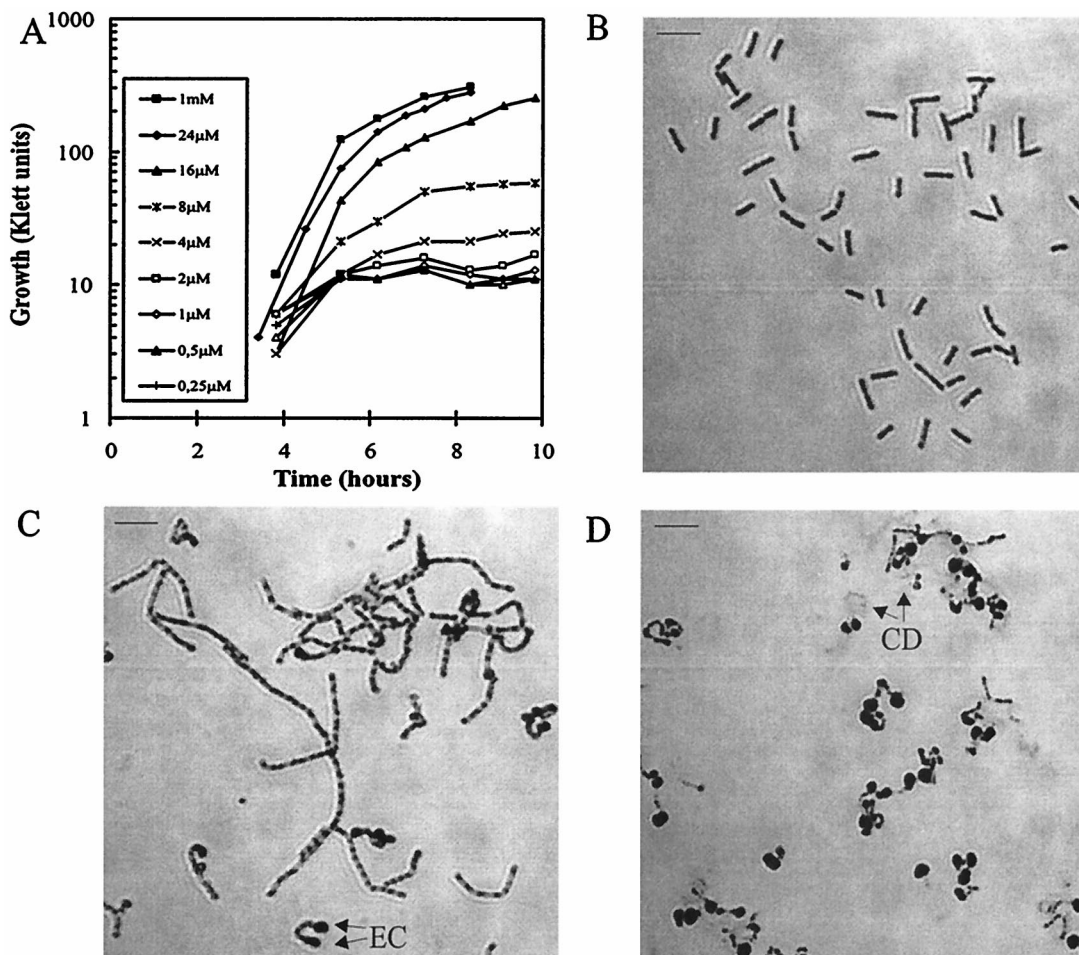 A
Growth (Klett units)
1000
100
10
1
1mM
24µM
16µM
8µM
4µM
2µM
1µM
0,5µM
0,25µM
0 2 4 6 8 10
Time (hours)
B
C
EC
D
CD